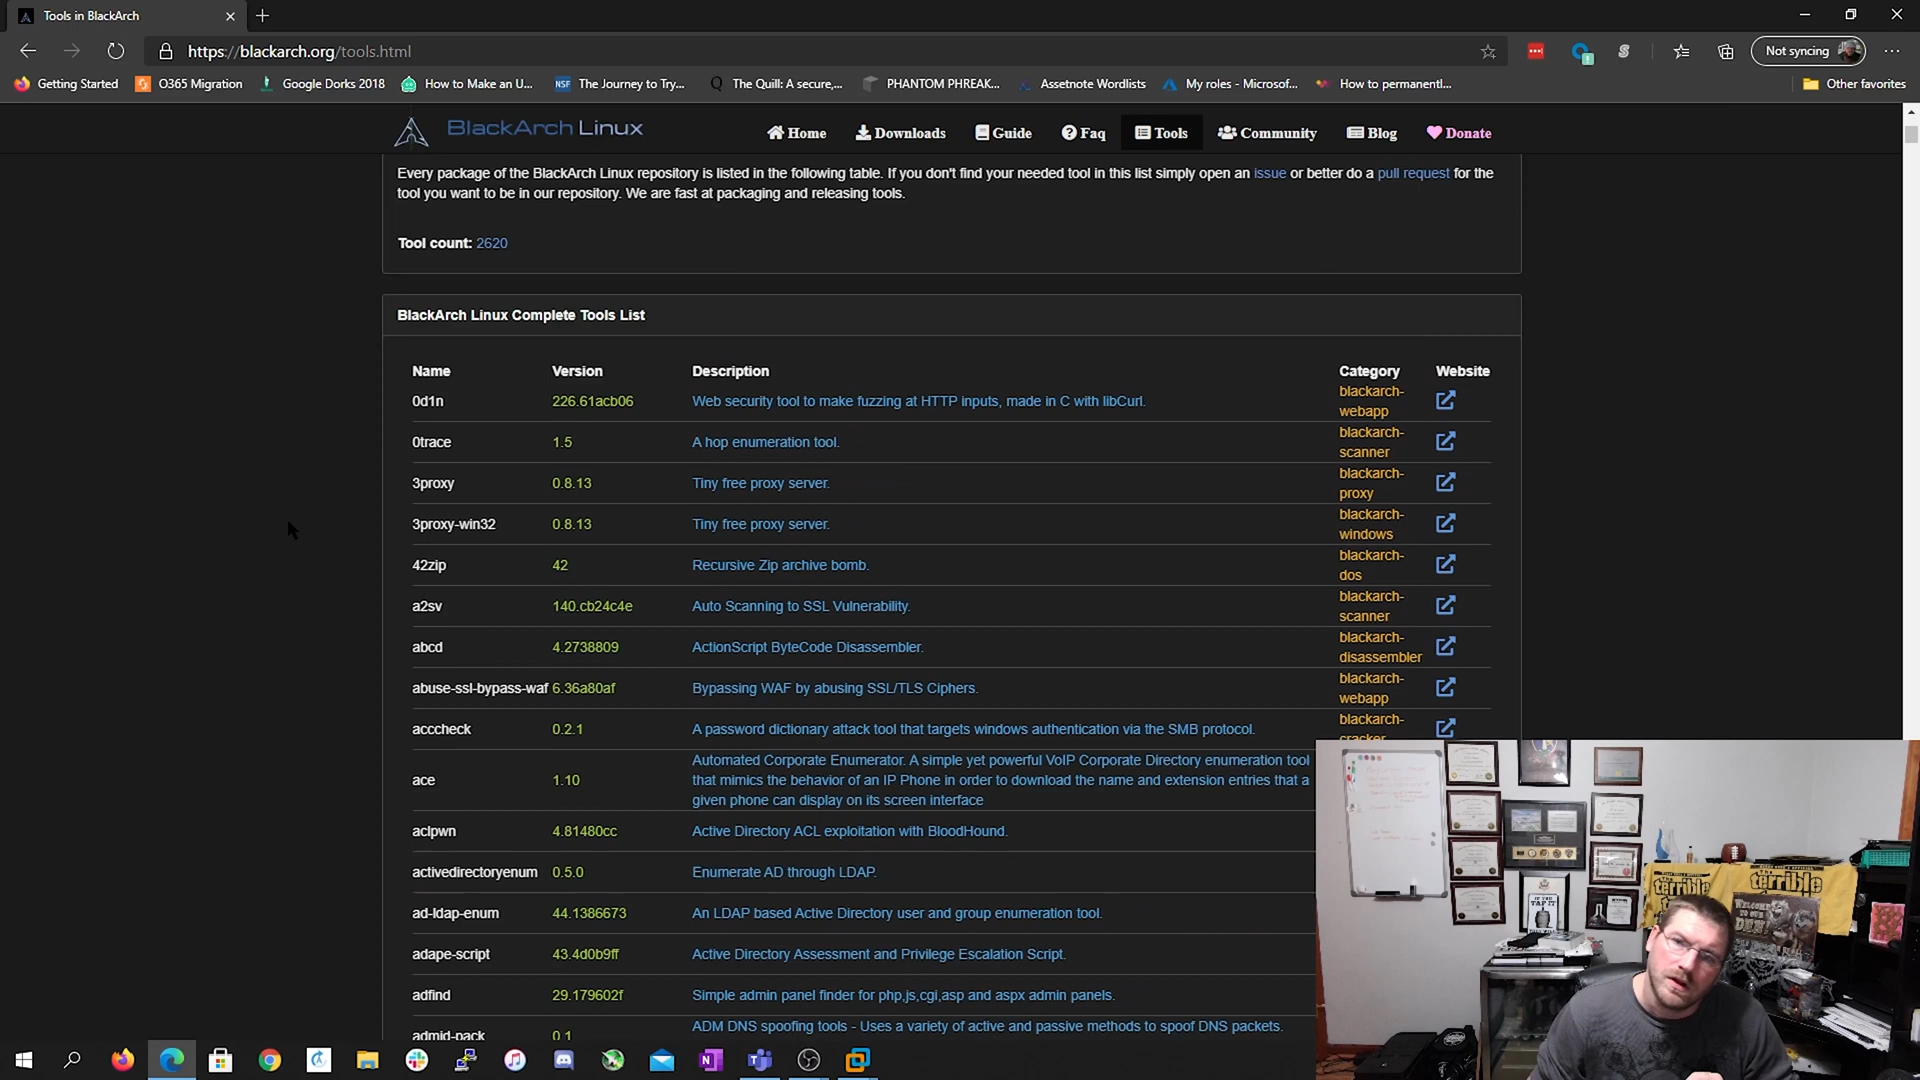 Tools in BlackArch
https://blackarch.org/tools.html
Not syncing
Getting Started
O365 Migration
Google Dorks 2018
How to Make an U...
NSF The Journey to Try...
Q The Quill: A secure,...
PHANTOM PHREAK...
Assetnote Wordlists
My roles - Microsof...
How to permanentl...
Other favorites
BlackArch Linux
Home
Downloads
Guide
Faq
Tools
Community
Blog
Donate
Every package of the BlackArch Linux repository is listed in the following table. If you don't find your needed tool in this list simply open an issue or better do a pull request for the
tool you want to be in our repository. We are fast at packaging and releasing tools.
Tool count: 2620
BlackArch Linux Complete Tools List
Name Version Description Category Website
0d1n 226.61acb06 Web security tool to make fuzzing at HTTP inputs, made in C with libCurl. blackarch-
webapp
0trace 1.5 A hop enumeration tool. blackarch-
scanner
3proxy 0.8.13 Tiny free proxy server. blackarch-
proxy
3proxy-win32 0.8.13 Tiny free proxy server. blackarch-
windows
42zip 42 Recursive Zip archive bomb. blackarch-
dos
a2sv 140.cb24c4e Auto Scanning to SSL Vulnerability. blackarch-
scanner
abcd 4.2738809 ActionScript ByteCode Disassembler. blackarch-
disassembler
abuse-ssl-bypass-waf 6.36a80af Bypassing WAF by abusing SSL/TLS Ciphers. blackarch-
webapp
acccheck 0.2.1 A password dictionary attack tool that targets windows authentication via the SMB protocol. blackarch-
cracker
ace 1.10 Automated Corporate Enumerator. A simple yet powerful VoIP Corporate Directory enumeration tool
that mimics the behavior of an IP Phone in order to download the name and extension entries that a
given phone can display on its screen interface
aclpwn 4.81480cc Active Directory ACL exploitation with BloodHound.
activedirectoryenum 0.5.0 Enumerate AD through LDAP.
ad-ldap-enum 44.1386673 An LDAP based Active Directory user and group enumeration tool.
adape-script 43.4d0b9ff Active Directory Assessment and Privilege Escalation Script.
adfind 29.179602f Simple admin panel finder for php,js,cgi,asp and aspx admin panels.
admid-pack 0.1 ADM DNS spoofing tools - Uses a variety of active and passive methods to spoof DNS packets.
IF YOU
TAP IT
terrible
terrible
WELCOME
TO OUR
DEN